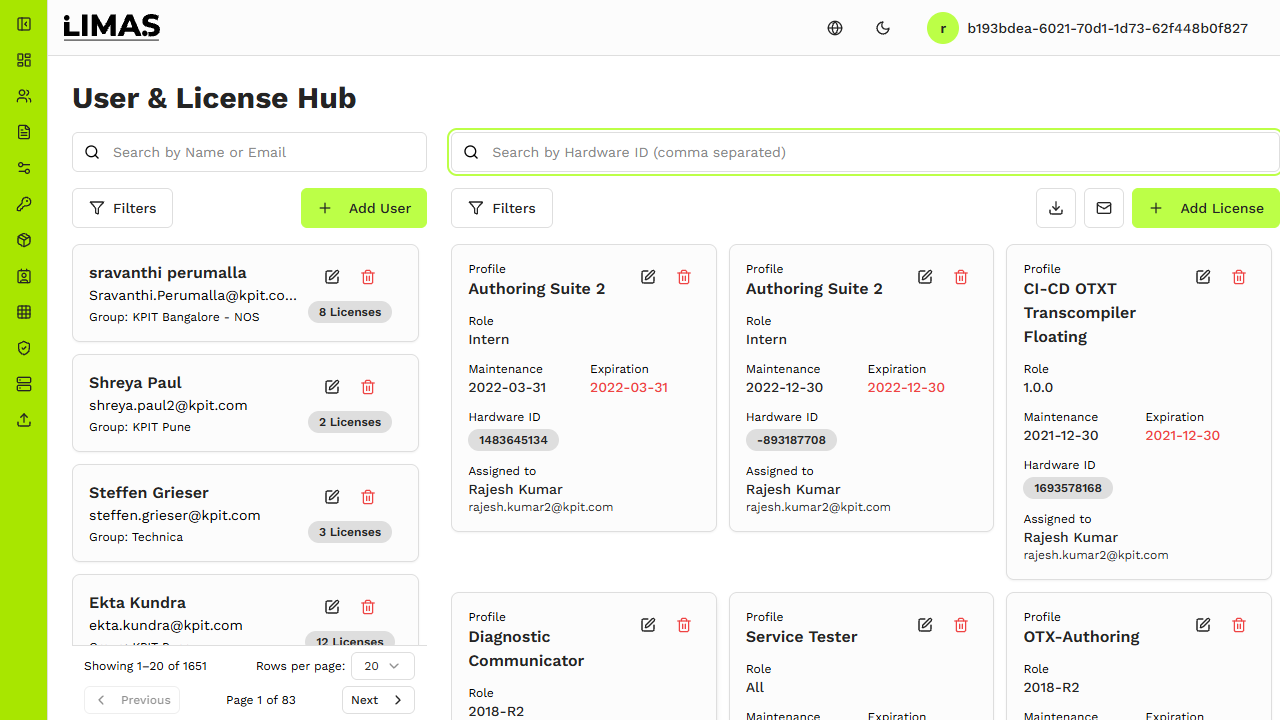 LIMAS
r
b193bdea-6021-70d1-1d73-62f448b0f827
User & License Hub
Search by Name or Email
Search by Hardware ID (comma separated)
Filters
Add User
Filters
Add License
sravanthi perumalla
Sravanthi.Perumalla@kpit.co...
8 Licenses
Group: KPIT Bangalore - NOS
Shreya Paul
shreya.paul2@kpit.com
2 Licenses
Group: KPIT Pune
Steffen Grieser
steffen.grieser@kpit.com
3 Licenses
Group: Technica
Ekta Kundra
ekta.kundra@kpit.com
12 Licenses
Showing 1–20 of 1651
Rows per page:
20
Previous
Page 1 of 83
Next
Profile
Authoring Suite 2
Role
Intern
Maintenance Expiration
2022-03-31 2022-03-31
Hardware ID
1483645134
Assigned to
Rajesh Kumar
rajesh.kumar2@kpit.com
Profile
Authoring Suite 2
Role
Intern
Maintenance Expiration
2022-12-30 2022-12-30
Hardware ID
-893187708
Assigned to
Rajesh Kumar
rajesh.kumar2@kpit.com
Profile
CI-CD OTXT
Transcompiler
Floating
Role
1.0.0
Maintenance Expiration
2021-12-30 2021-12-30
Hardware ID
1693578168
Assigned to
Rajesh Kumar
rajesh.kumar2@kpit.com
Profile
Diagnostic
Communicator
Role
2018-R2
Profile
Service Tester
Role
All
Maintenance Expiration
Profile
OTX-Authoring
Role
2018-R2
Maintenance Expiration